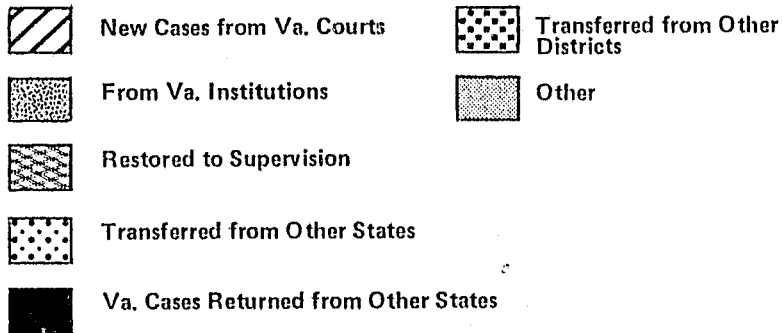 New Cases from Va. Courts
From Va. Institutions
Restored to Supervision
Transferred from Other States
Va. Cases Returned from Other States
Transferred from Other
Districts
Other